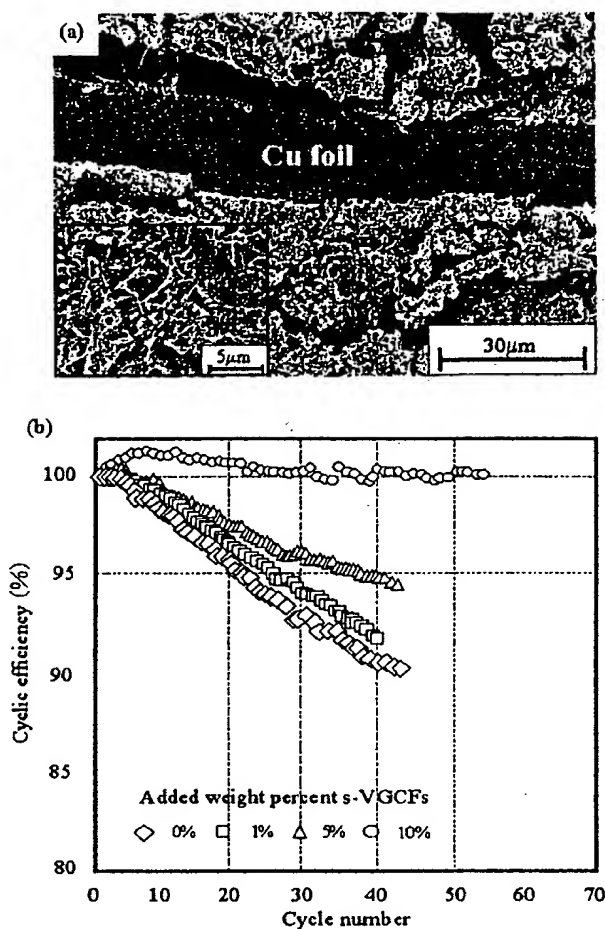 (a)
Cu foil
5μm
30μm
(b)
100
95
90
85
80
Cyclic efficiency (%)
Added weight percent s-VGCFs
0% 1% 5% 10%
0 10 20 30 40 50 60 70
Cycle number